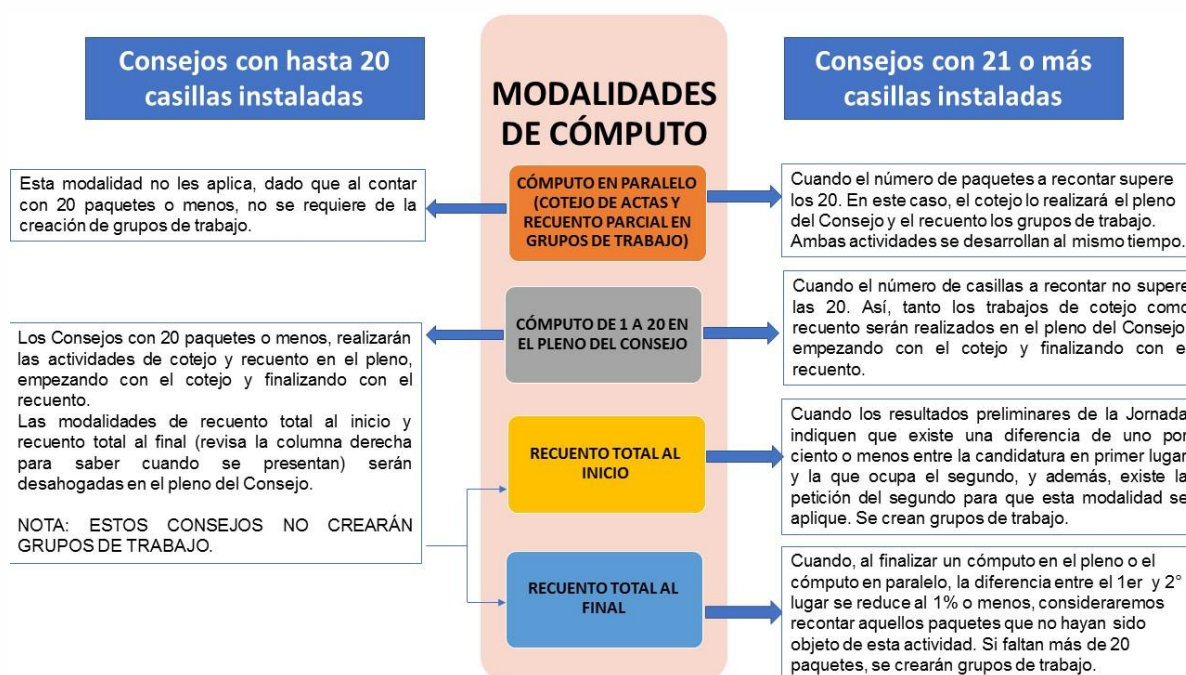 Consejos con hasta 20
casillas instaladas
Esta modalidad no les aplica, dado que al contar
con 20 paquetes o menos, no se requiere de la
creación de grupos de trabajo.
Los Consejos con 20 paquetes o menos, realizarán
las actividades de cotejo y recuento en el pleno,
empezando con el cotejo y finalizando con el
recuento.
Las modalidades de recuento total al inicio y
recuento total al final (revisa la columna derecha
para saber cuando se presentan) serán
desahogadas en el pleno del Consejo.
NOTA: ESTOS CONSEJOS NO CREARÁN
GRUPOS DE TRABAJO.
MODALIDADES
DE CÓMPUTO
CÓMPUTO EN PARALELO
(COTEJO DE ACTAS Y
RECUENTO PARCIAL EN
GRUPOS DE TRABAJO)
CÓMPUTO DE 1 A 20 EN
EL PLENO DEL CONSEJO
RECUENTO TOTAL AL
INICIO
RECUENTO TOTAL AL
FINAL
Consejos con 21 o más
casillas instaladas
Cuando el número de paquetes a recontar supere
los 20. En este caso, el cotejo lo realizará el pleno
del Consejo y el recuento los grupos de trabajo.
Ambas actividades se desarrollan al mismo tiempo.
Cuando el número de casillas a recontar no supere
las 20. Así, tanto los trabajos de cotejo como
recuento serán realizados en el pleno del Consejo
empezando con el cotejo y finalizando con el
recuento.
Cuando los resultados preliminares de la Jornada
indiquen que existe una diferencia de uno por
ciento o menos entre la candidatura en primer lugar
y la que ocupa el segundo, y además, existe la
petición del segundo para que esta modalidad se
aplique. Se crean grupos de trabajo.
Cuando, al finalizar un cómputo en el pleno o el
cómputo en paralelo, la diferencia entre el 1er y 2°
lugar se reduce al 1% o menos, consideraremos
recontar aquellos paquetes que no hayan sido
objeto de esta actividad. Si faltan más de 20
paquetes, se crearán grupos de trabajo.